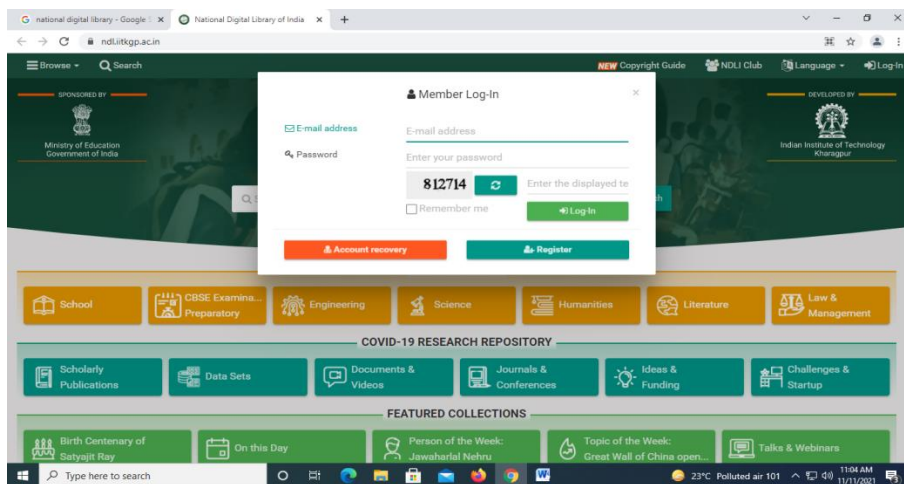 national digital library - Google
National Digital Library of India
ndl.iitkgp.ac.in
Browse
Search
NEW Copyright Guide
NDLI Club
Language
Log-In
SPONSORED BY
Ministry of Education
Government of India
DEVELOPED BY
Indian Institute of Technology
Kharagpur
Member Log-In
E-mail address
E-mail address
Password
Enter your password
812714
Enter the displayed te
Remember me
Log-In
Account recovery
Register
School
CBSE Examina...
Preparatory
Engineering
Science
Humanities
Literature
Law &
Management
COVID-19 RESEARCH REPOSITORY
Scholarly
Publications
Data Sets
Documents &
Videos
Journals &
Conferences
Ideas &
Funding
Challenges &
Startup
FEATURED COLLECTIONS
Birth Centenary of
Satyajit Ray
On this Day
Person of the Week:
Jawaharlal Nehru
Topic of the Week:
Great Wall of China open...
Talks & Webinars
Type here to search
23°C Polluted air 101
11:04 AM
11/11/2021